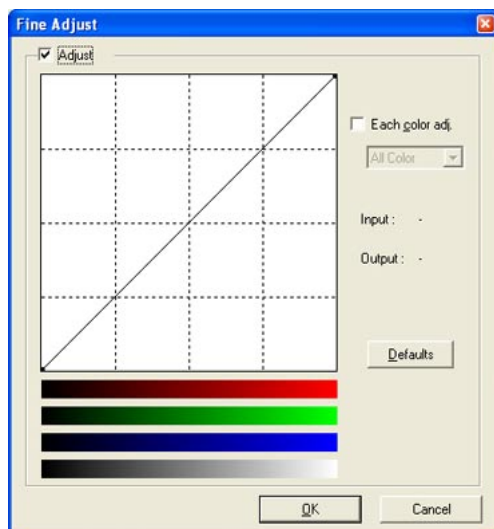 Fine Adjust
Adjust
Each color adj.
All Color
Input : -
Output : -
Defaults
OK
Cancel